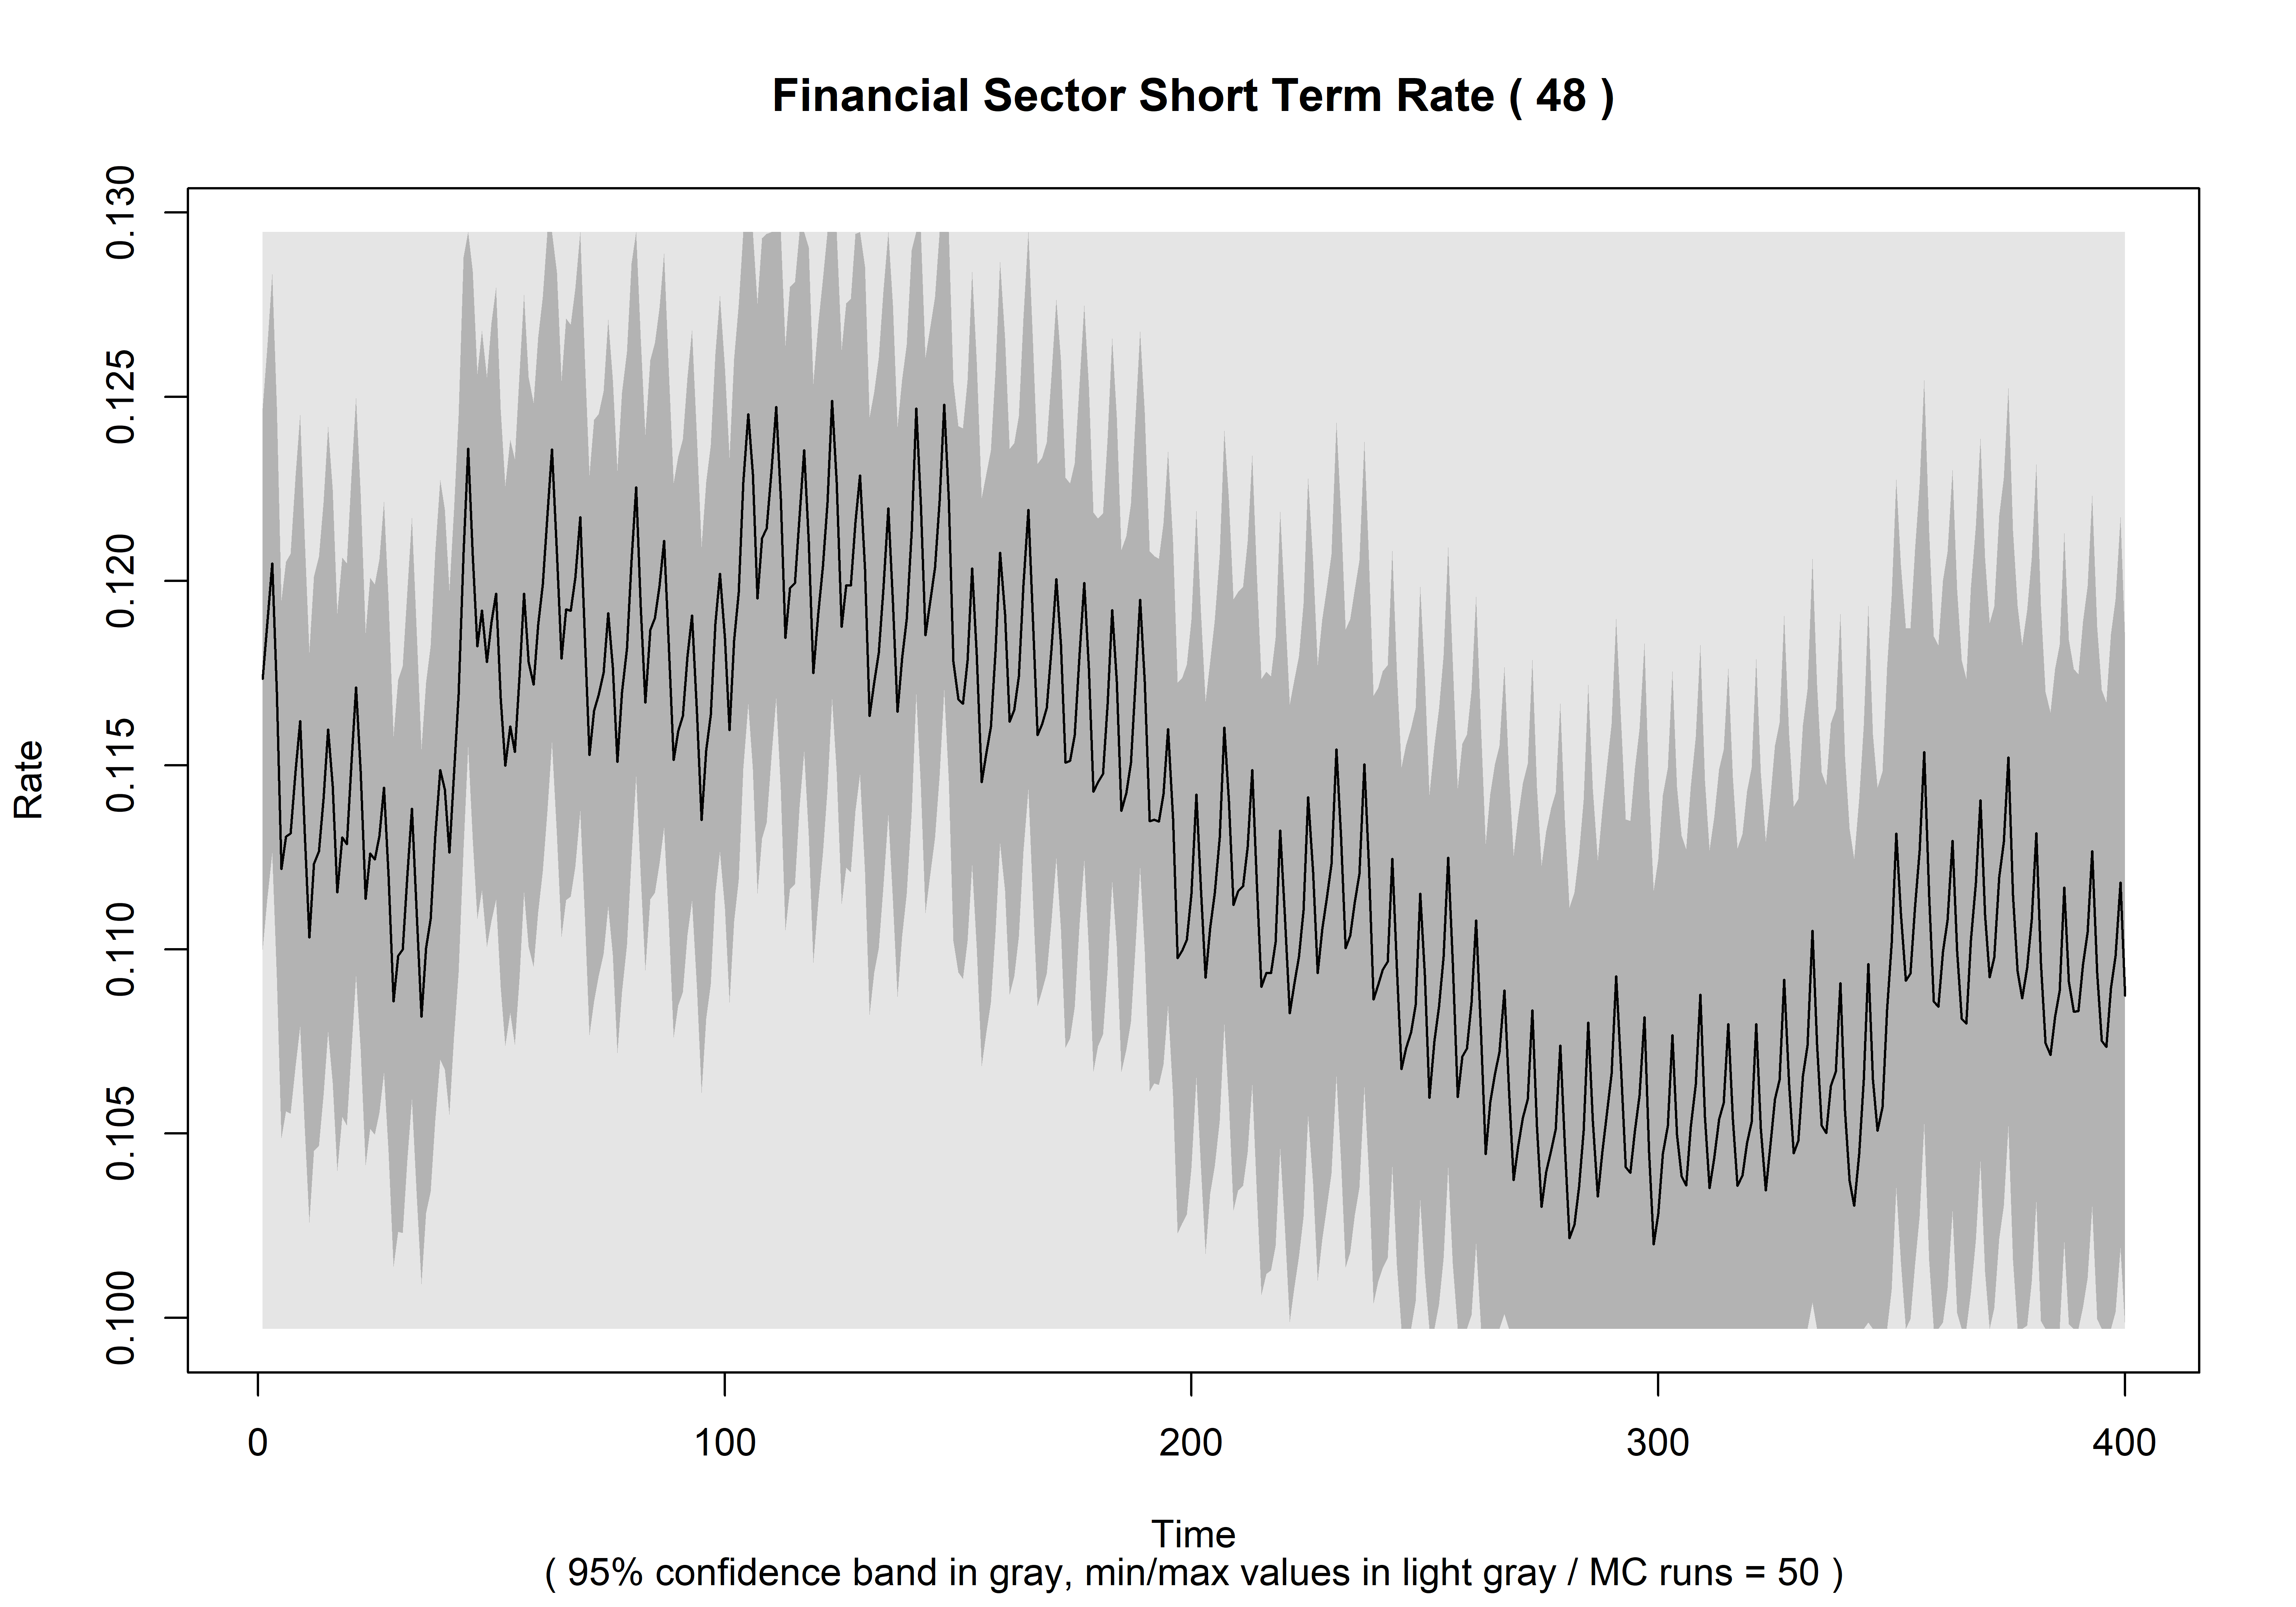 Financial Sector Short Term Rate ( 48 )
Rate
0.130
0.125
0.120
0.115
0.110
0.105
0.100
0 100 200 300 400
Time
( 95% confidence band in gray, min/max values in light gray / MC runs = 50 )